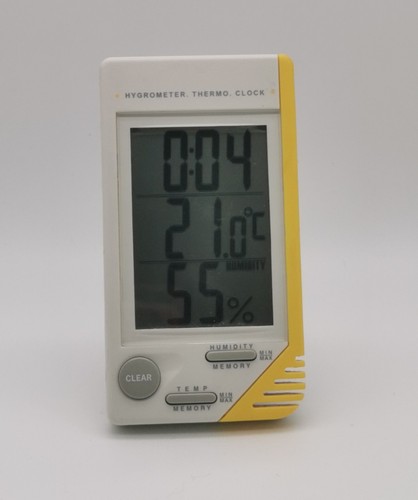 HYGROMETER. THERMO. CLOCK
0:04
21.0°C
HUMIDITY
55%
HUMIDITY
MEMORY
MIN
MAX
CLEAR
TEMP
MEMORY
MIN
MAX